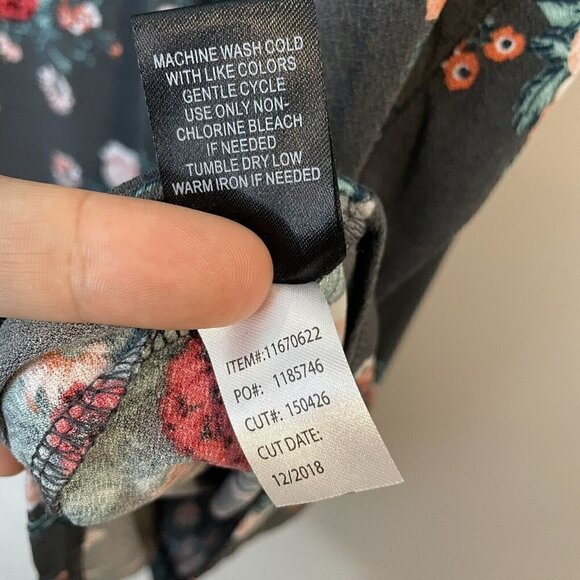 MACHINE WASH COLD
WITH LIKE COLORS
GENTLE CYCLE
USE ONLY NON-
CHLORINE BLEACH
IF NEEDED
TUMBLE DRY LOW
WARM IRON IF NEEDED
ITEM#:11670622
PO#: 1185746
CUT#: 150426
CUT DATE:
12/2018